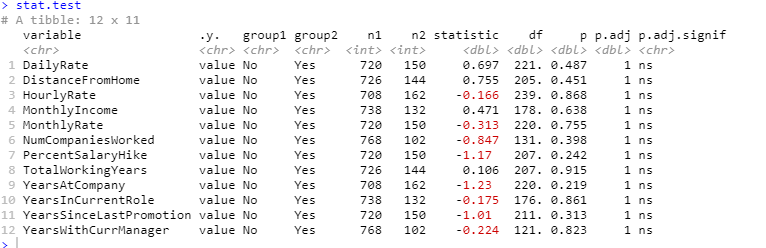 > stat.test
# A tibble: 12 x 11
variable .y. group1 group2 n1 n2 statistic df p p.adj p.adj.signif
<chr> <chr> <chr> <chr> <int> <int> <dbl> <dbl> <dbl> <dbl> <chr>
1 DailyRate value No Yes 720 150 0.697 221. 0.487 1 ns
2 DistanceFromHome value No Yes 726 144 0.755 205. 0.451 1 ns
3 HourlyRate value No Yes 708 162 -0.166 239. 0.868 1 ns
4 MonthlyIncome value No Yes 738 132 0.471 178. 0.638 1 ns
5 MonthlyRate value No Yes 720 150 -0.313 220. 0.755 1 ns
6 NumCompaniesWorked value No Yes 768 102 -0.847 131. 0.398 1 ns
7 PercentSalaryHike value No Yes 720 150 -1.17 207. 0.242 1 ns
8 TotalWorkingYears value No Yes 726 144 0.106 207. 0.915 1 ns
9 YearsAtCompany value No Yes 708 162 -1.23 220. 0.219 1 ns
10 YearsInCurrentRole value No Yes 738 132 -0.175 176. 0.861 1 ns
11 YearsSinceLastPromotion value No Yes 720 150 -1.01 211. 0.313 1 ns
12 YearsWithCurrManager value No Yes 768 102 -0.224 121. 0.823 1 ns
>